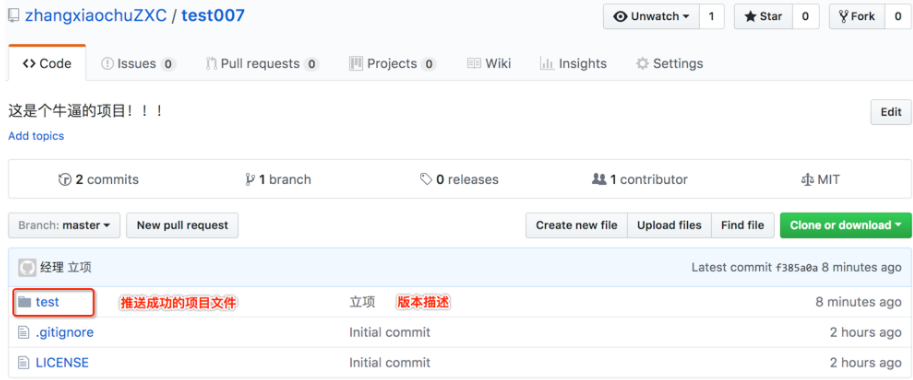 zhangxiaochuZXC / test007
Unwatch 1 Star 0 Fork 0
Code Issues 0 Pull requests 0 Projects 0 Wiki Insights Settings
这是个牛逼的项目！！！ Edit
Add topics
2 commits 1 branch 0 releases 1 contributor MIT
Branch: master New pull request Create new file Upload files Find file Clone or download
经理 立项 Latest commit f385a0a 8 minutes ago
test 推送成功的项目文件 立项 版本描述 8 minutes ago
.gitignore Initial commit 2 hours ago
LICENSE Initial commit 2 hours ago